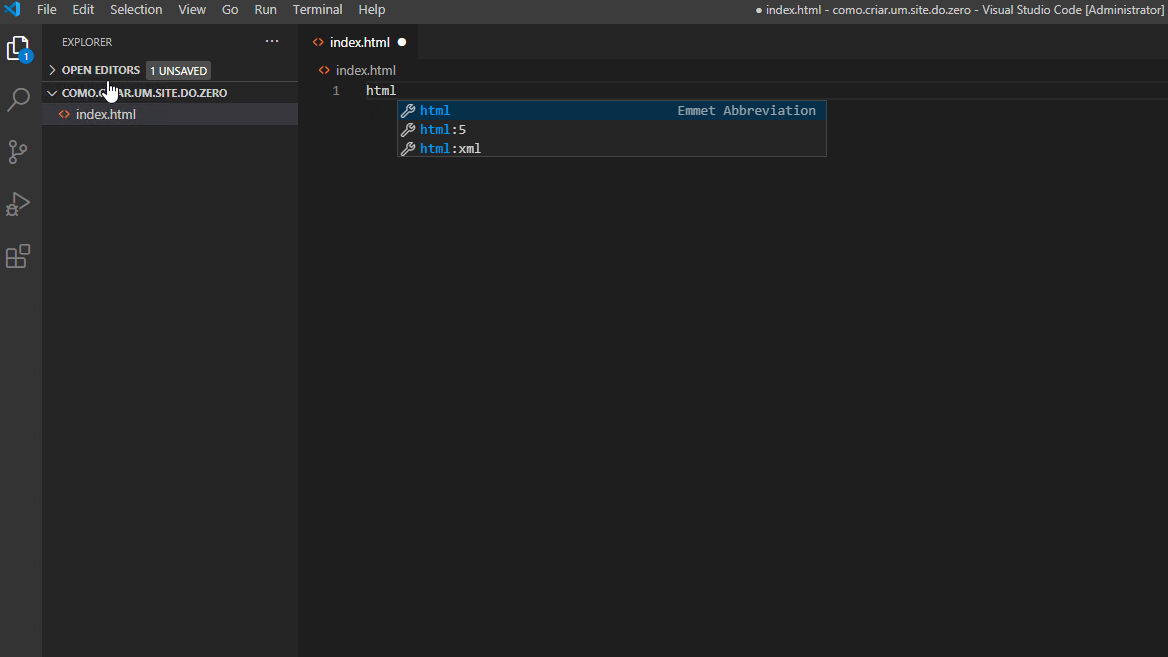 File Edit Selection View Go Run Terminal Help
● index.html - como.criar.um.site.do.zero - Visual Studio Code [Administrator]
EXPLORER ···
index.html ●
1
OPEN EDITORS 1 UNSAVED
index.html
COMO.CRIAR.UM.SITE.DO.ZERO
index.html
1 html
html Emmet Abbreviation
html:5
html:xml